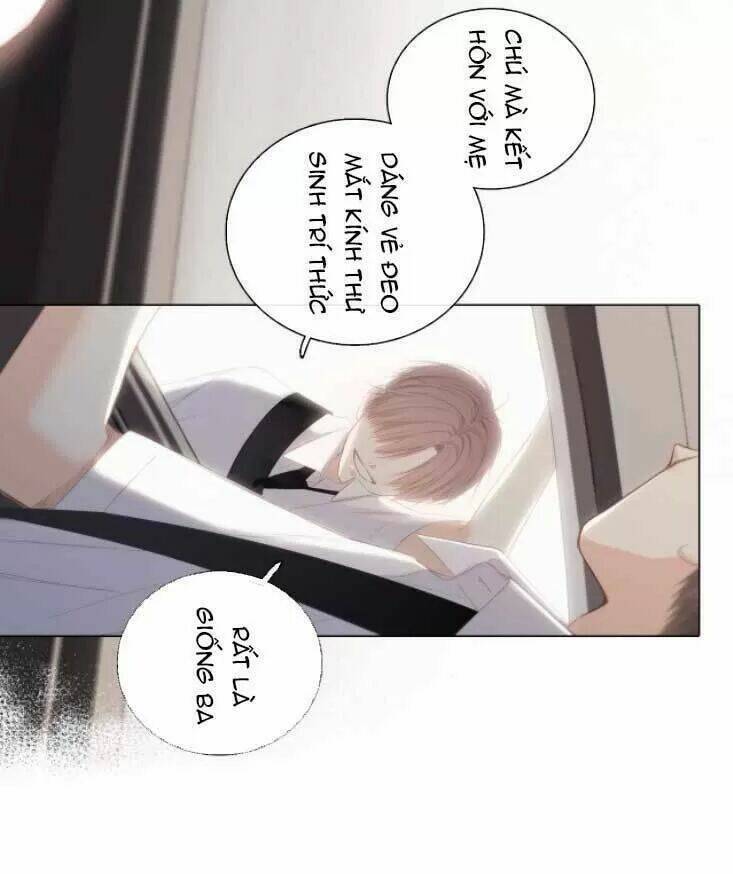 CHÚ MÀ KẾT
HÔN VỚI MẸ
DÁNG VẺ ĐEO
MẮT KÍNH THƯ
SINH TRÍ THỨC
RẤT LÀ
GIỐNG BA